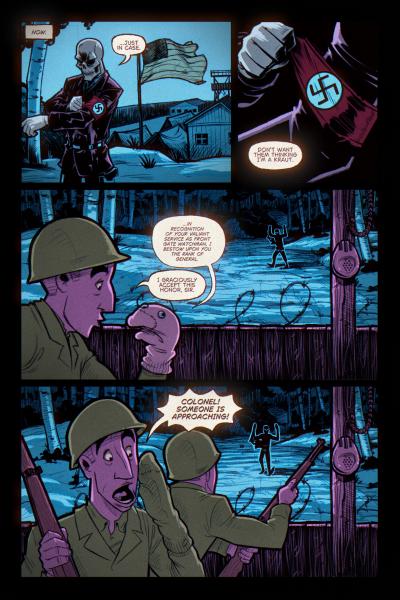 NOW.
...JUST
IN CASE.
DON'T WANT
THEM THINKING
I'M A KRAUT.
...IN
RECOGNITION
OF YOUR VALIANT
SERVICE AS FRONT
GATE WATCHMAN, I
BESTOW UPON YOU
THE RANK OF
GENERAL.
I GRACIOUSLY
ACCEPT THIS
HONOR, SIR.
COLONEL!
SOMEONE IS
APPROACHING!